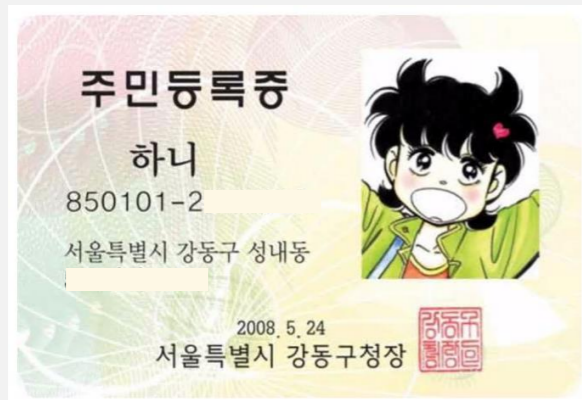 주민등록증
하니
850101-2
서울특별시 강동구 성내동
2008.5.24
서울특별시 강동구청장